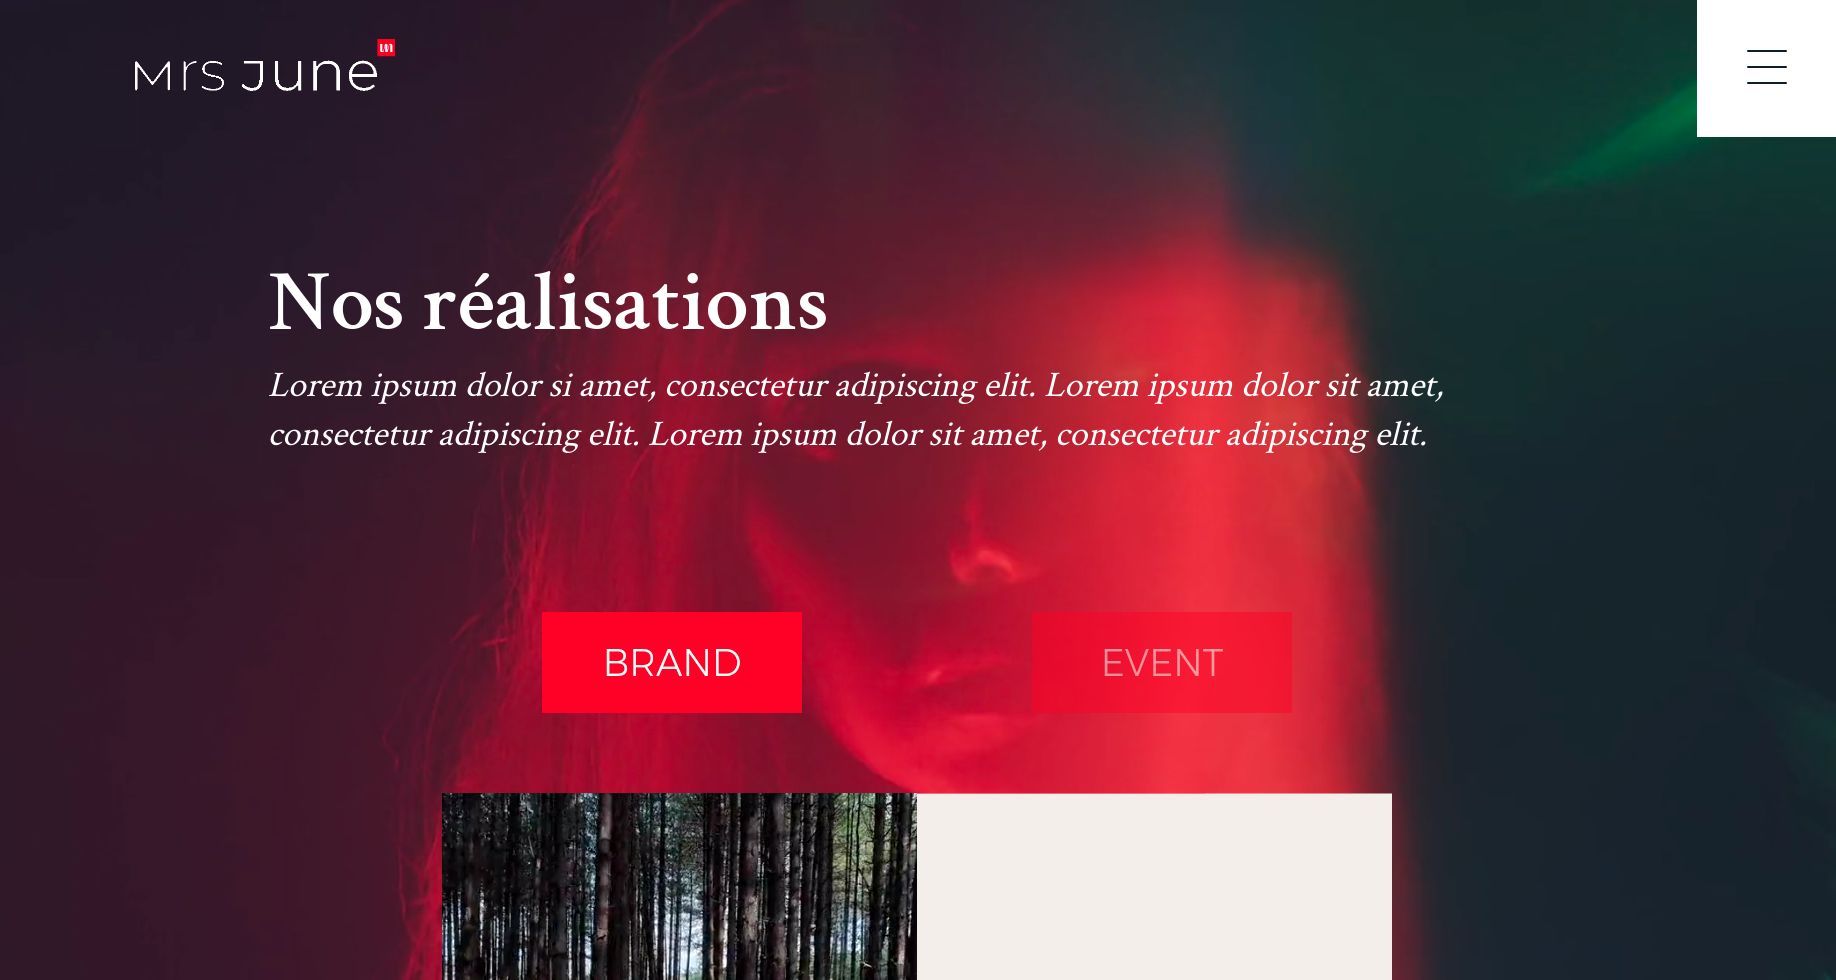 Mrs June
Nos réalisations
Lorem ipsum dolor si amet, consectetur adipiscing elit. Lorem ipsum dolor sit amet,
consectetur adipiscing elit. Lorem ipsum dolor sit amet, consectetur adipiscing elit.
BRAND
EVENT